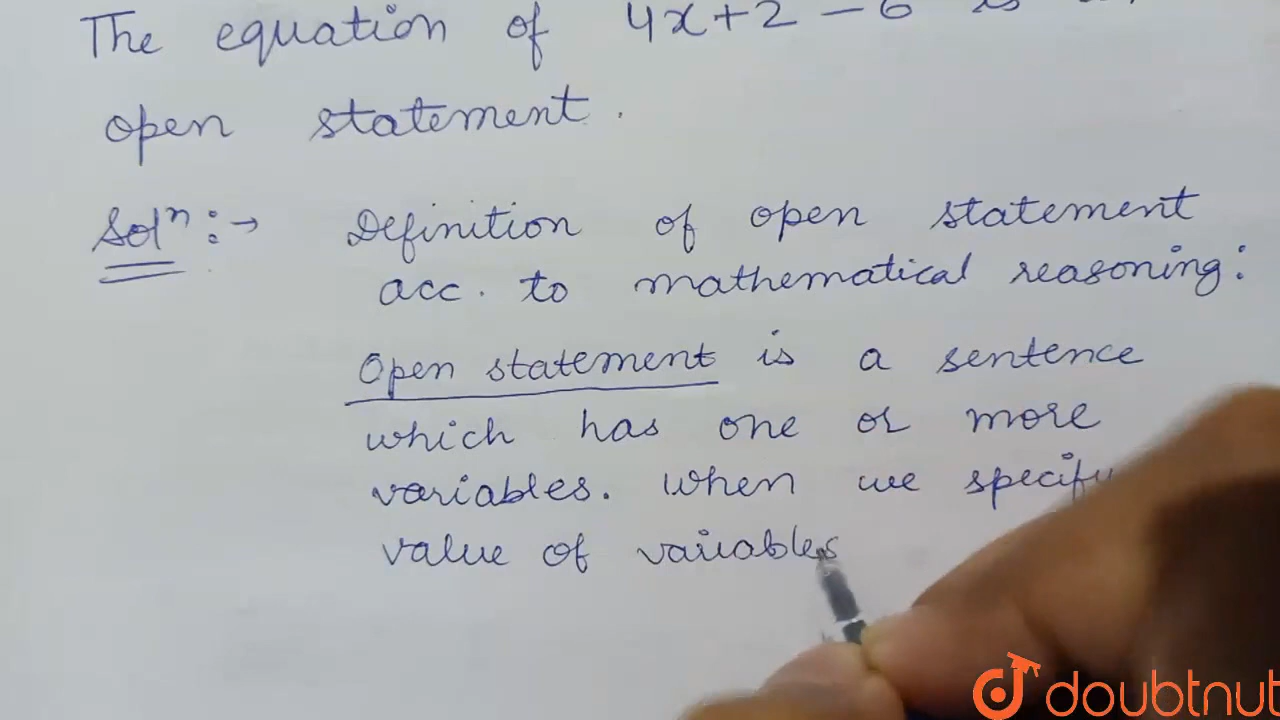 The equation of 4x+2 - 6 is
open statement.
Solⁿ :→ Definition of open statement
acc. to mathematical reasoning:
Open statement is a sentence
which has one or more
variables. When we specify
value of variables
doubtnut